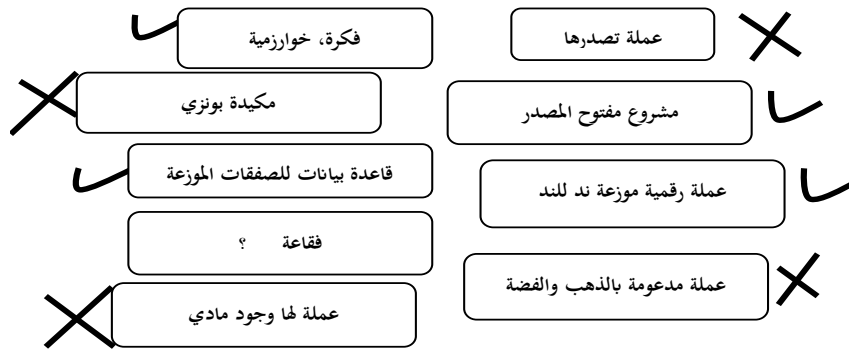 عملة تصدرها
فكرة، خوارزمية
مشروع مفتوح المصدر
مكيدة بونزي
عملة رقمية موزعة ند للند
قاعدة بيانات للصفقات الموزعة
عملة مدعومة بالذهب والفضة
فقاعة ؟
عملة لها وجود مادي